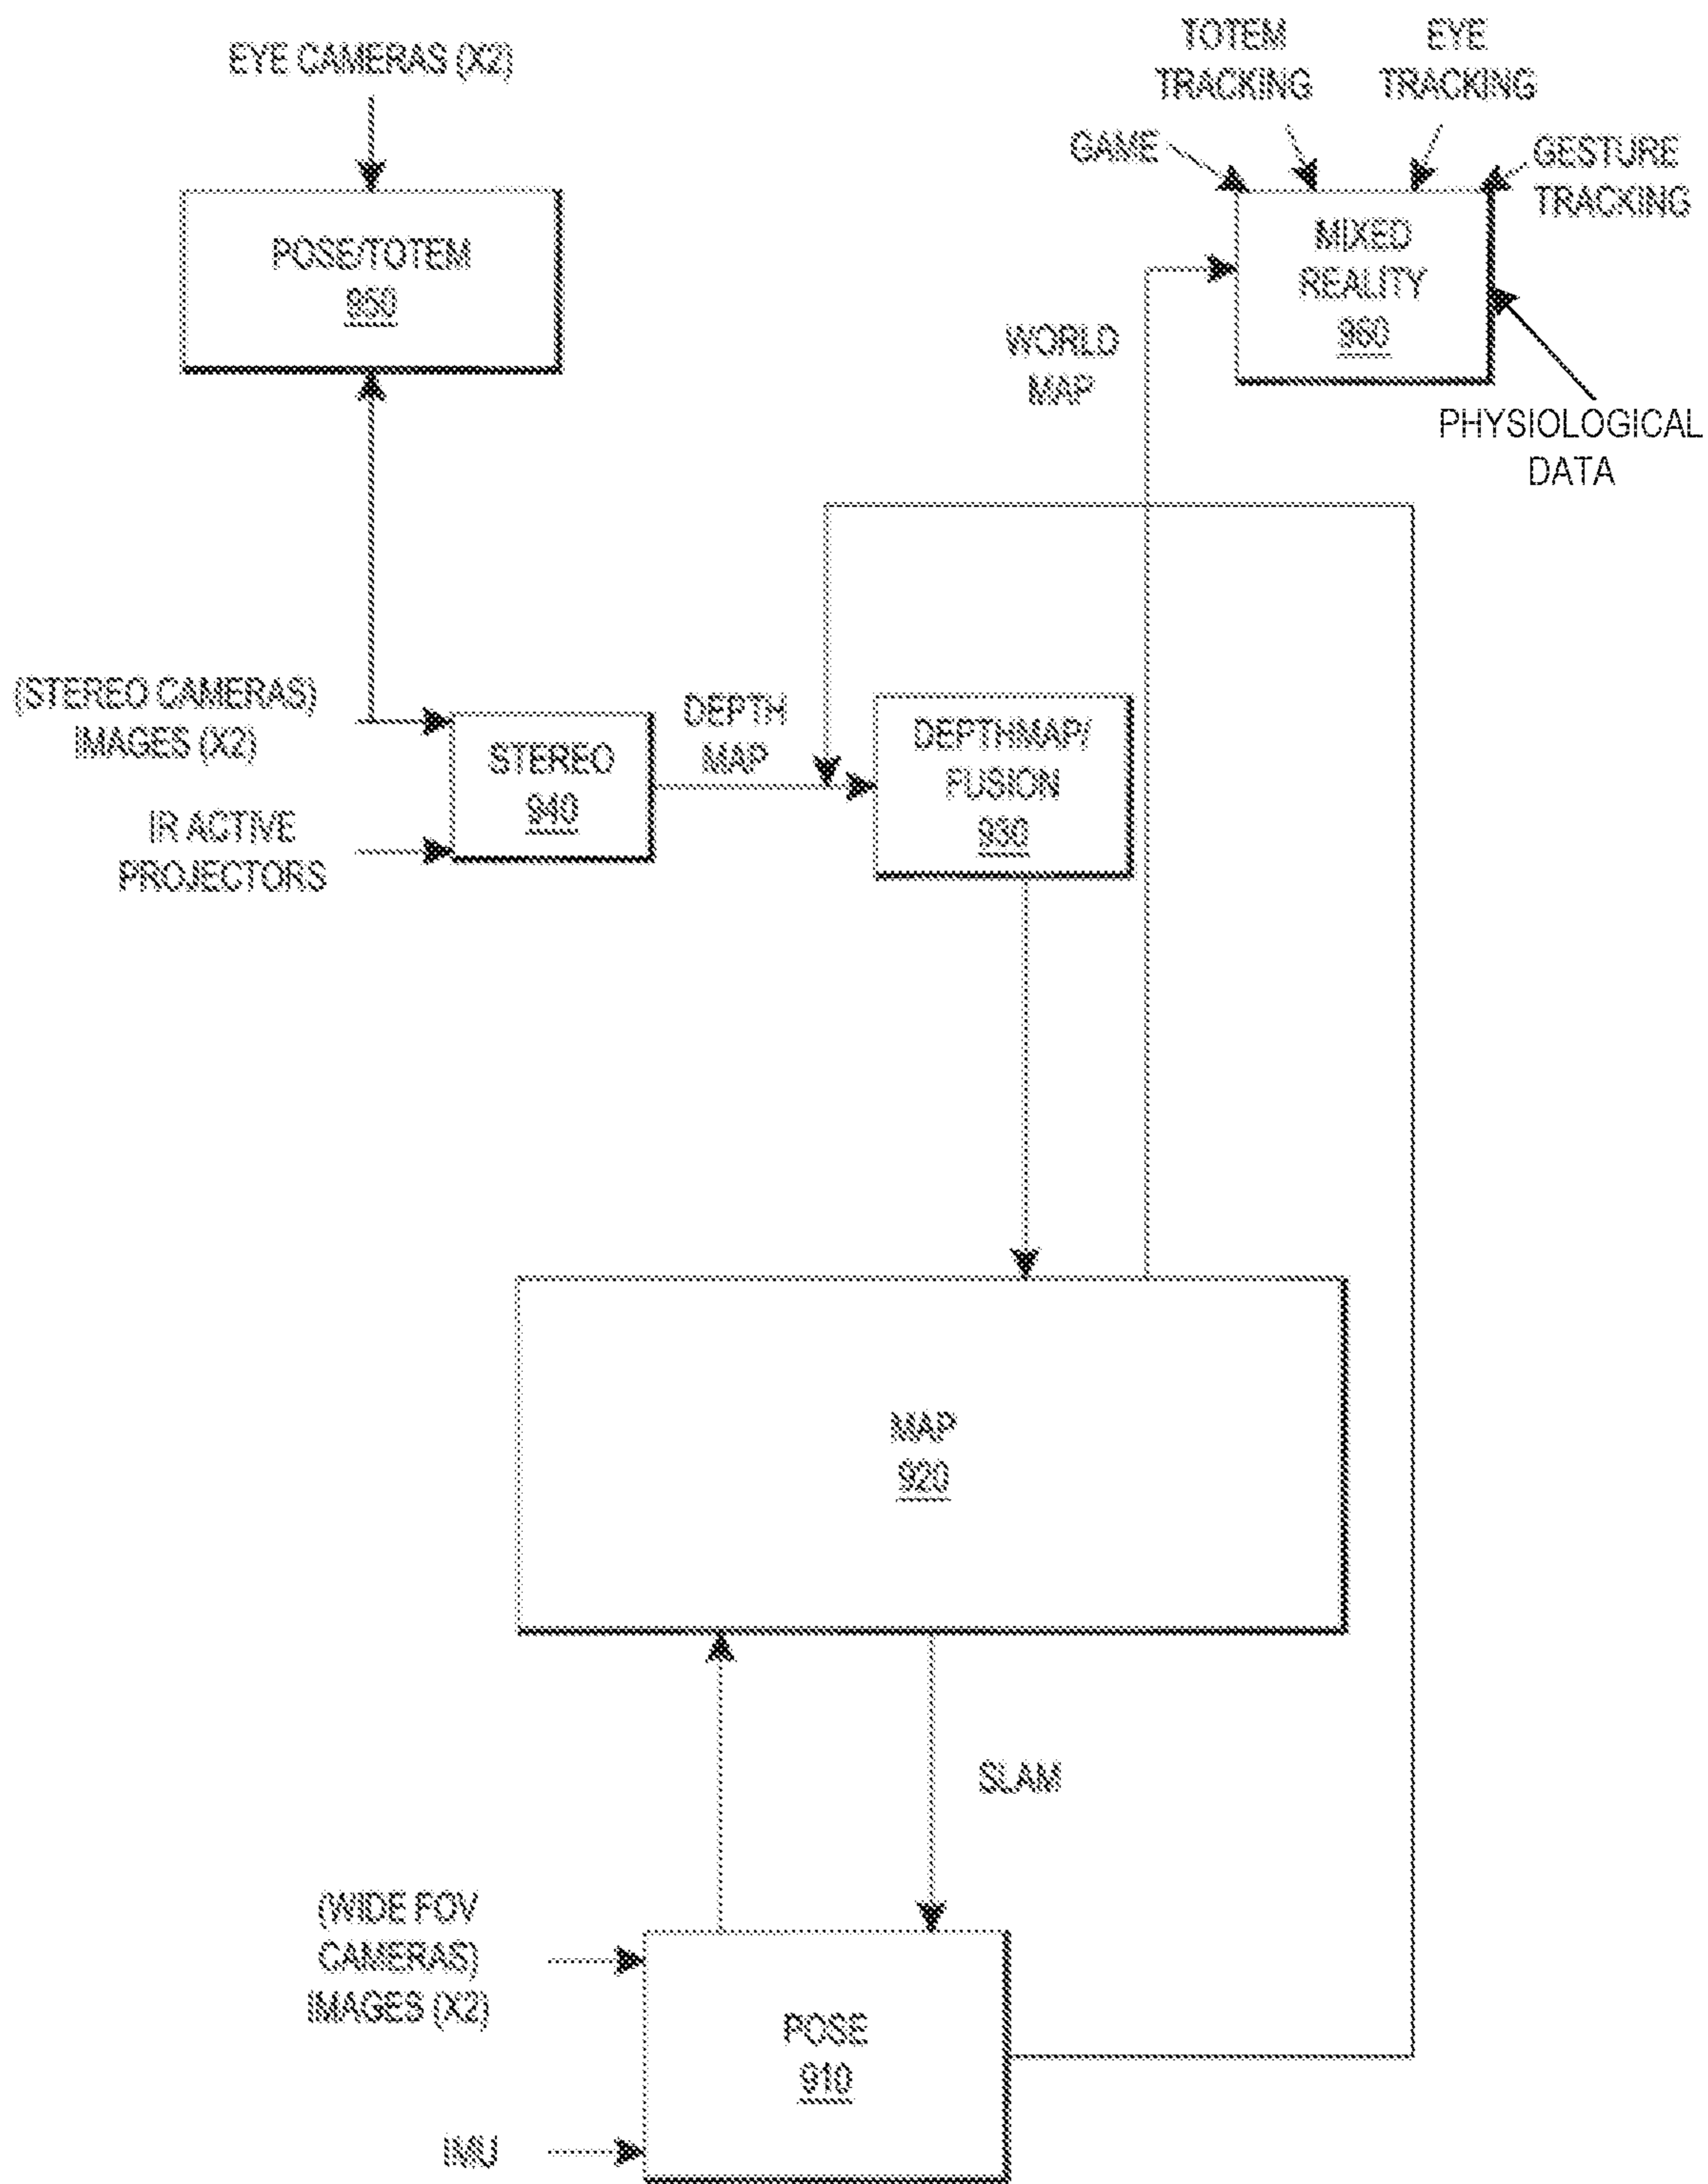 EYE CAMERAS (X2)
POSE/TOTEM
950
TOTEM
TRACKING
EYE
TRACKING
GAME
GESTURE
TRACKING
MIXED
REALITY
960
WORLD
MAP
PHYSIOLOGICAL
DATA
(STEREO CAMERAS)
IMAGES (X2)
IR ACTIVE
PROJECTORS
STEREO
940
DEPTH
MAP
DEPTHMAP/
FUSION
930
MAP
920
SLAM
(WIDE FOV
CAMERAS)
IMAGES (X2)
IMU
POSE
910